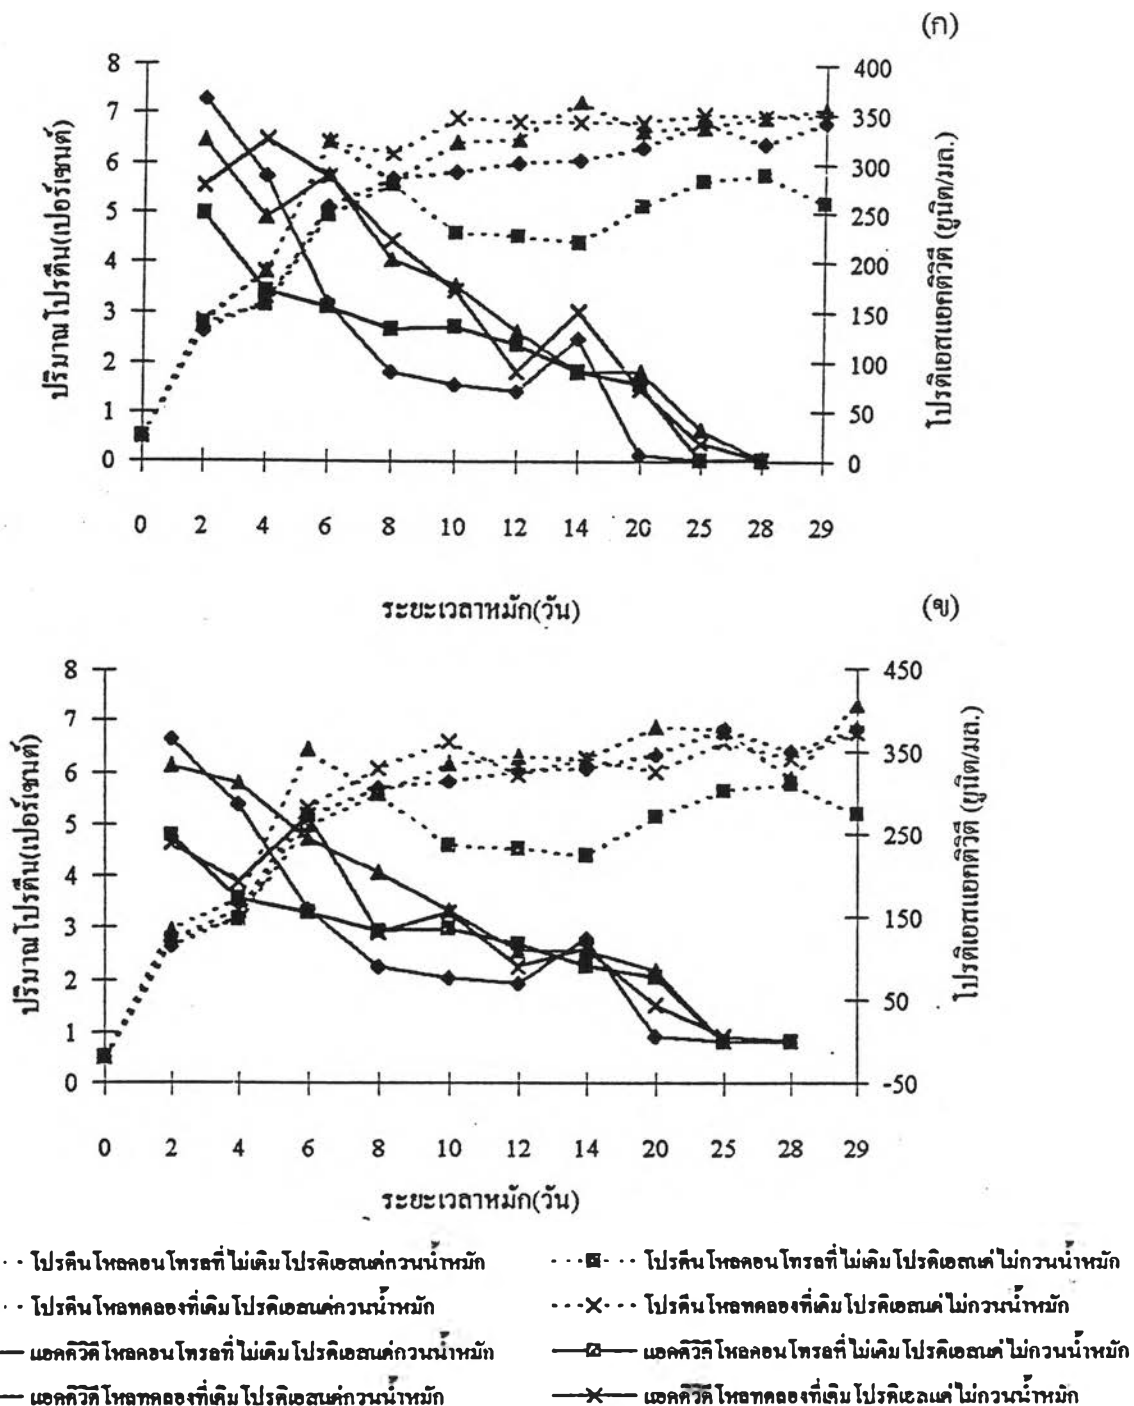 (ก)
8
7
6
5
4
3
2
1
0
ปริมาณโปรตีน(เปอร์เซนต์)
400
350
300
250
200
150
100
50
0
โปรติเอสแอคติวิตี (ยูนิต/มล.)
0 2 4 6 8 10 12 14 20 25 28 29
ระยะเวลาหมัก(วัน)
(ข)
8
7
6
5
4
3
2
1
0
ปริมาณโปรตีน(เปอร์เซนต์)
450
350
250
150
50
-50
โปรติเอสแอคติวิตี (ยูนิต/มล.)
0 2 4 6 8 10 12 14 20 25 28 29
ระยะเวลาหมัก(วัน)
โปรตีนโหลคอนโทรลที่ไม่เติมโปรติเอสแต่กวนน้ำหมัก
โปรตีนโหลคอนโทรลที่ไม่เติมโปรติเอสแต่ไม่กวนน้ำหมัก
โปรตีนโหลทดลองที่เติมโปรติเอสแต่กวนน้ำหมัก
โปรตีนโหลทดลองที่เติมโปรติเอสแต่ไม่กวนน้ำหมัก
แอคติวิตีโหลคอนโทรลที่ไม่เติมโปรติเอสแต่กวนน้ำหมัก
แอคติวิตีโหลคอนโทรลที่ไม่เติมโปรติเอสแต่ไม่กวนน้ำหมัก
แอคติวิตีโหลทดลองที่เติมโปรติเอสแต่กวนน้ำหมัก
แอคติวิตีโหลทดลองที่เติมโปรติเอสแต่ไม่กวนน้ำหมัก